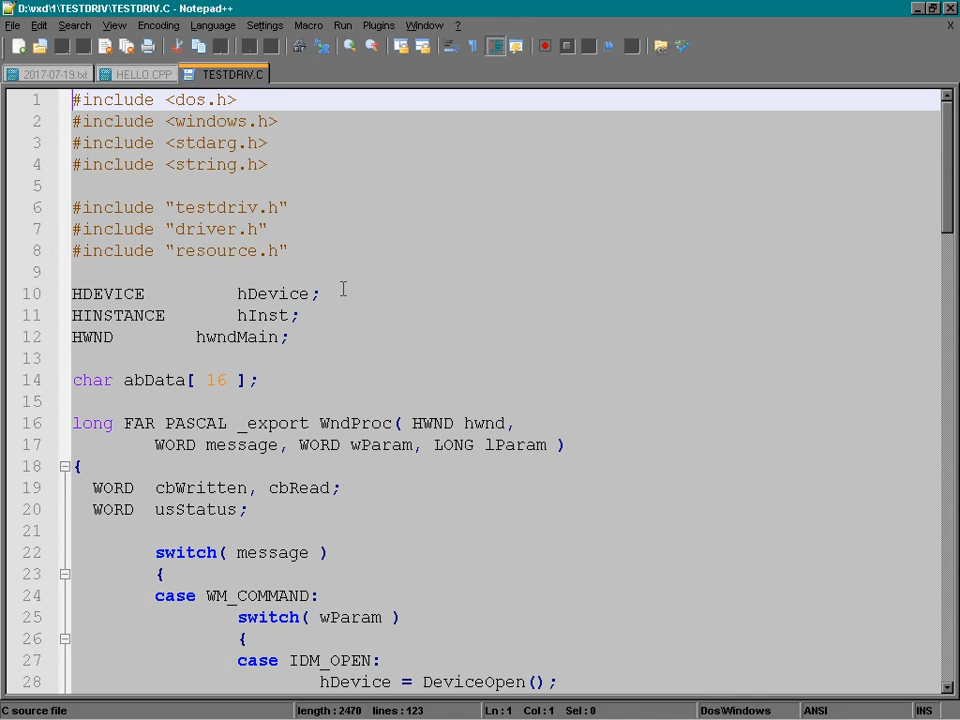 D:\wxd\1\TESTDRIV\TESTDRIV.C - Notepad++
File Edit Search View Encoding Language Settings Macro Run Plugins Window ? X
2017-07-19.txt HELLO.CPP TESTDRIV.C
1 #include <dos.h>
2 #include <windows.h>
3 #include <stdarg.h>
4 #include <string.h>
5
6 #include "testdriv.h"
7 #include "driver.h"
8 #include "resource.h"
9
10 HDEVICE hDevice;
11 HINSTANCE hInst;
12 HWND hwndMain;
13
14 char abData[ 16 ];
15
16 long FAR PASCAL _export WndProc( HWND hwnd,
17 WORD message, WORD wParam, LONG lParam )
18 {
19 WORD cbWritten, cbRead;
20 WORD usStatus;
21
22 switch( message )
23 {
24 case WM_COMMAND:
25 switch( wParam )
26 {
27 case IDM_OPEN:
28 hDevice = DeviceOpen();
C source file length : 2470 lines : 123 Ln : 1 Col : 1 Sel : 0 Dos\Windows ANSI INS